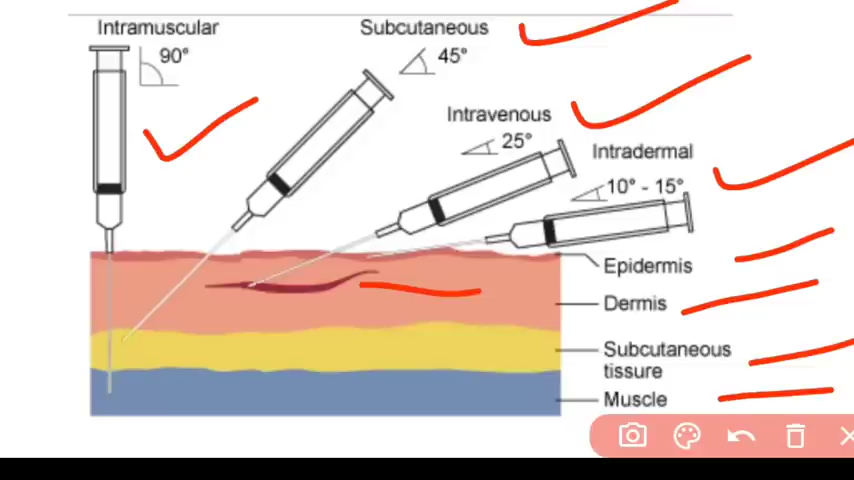 Intramuscular
90°
Subcutaneous
45°
Intravenous
25°
Intradermal
10° - 15°
Epidermis
Dermis
Subcutaneous
tissure
Muscle